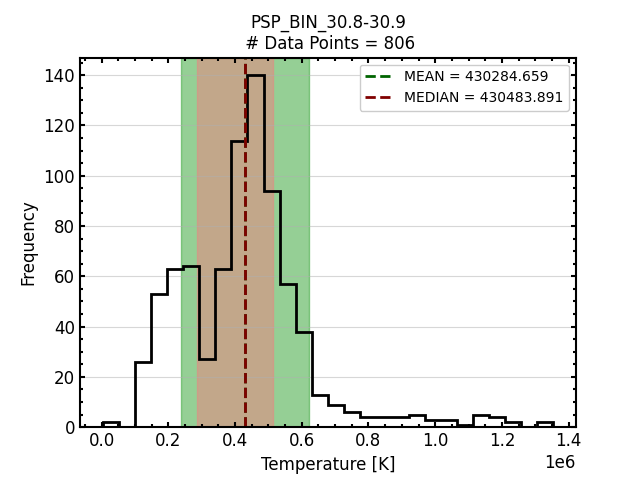 PSP_BIN_30.8-30.9
# Data Points = 806
MEAN = 430284.659
MEDIAN = 430483.891
140
120
100
80
60
40
20
0
Frequency
0.0 0.2 0.4 0.6 0.8 1.0 1.2 1.4
1e6
Temperature [K]